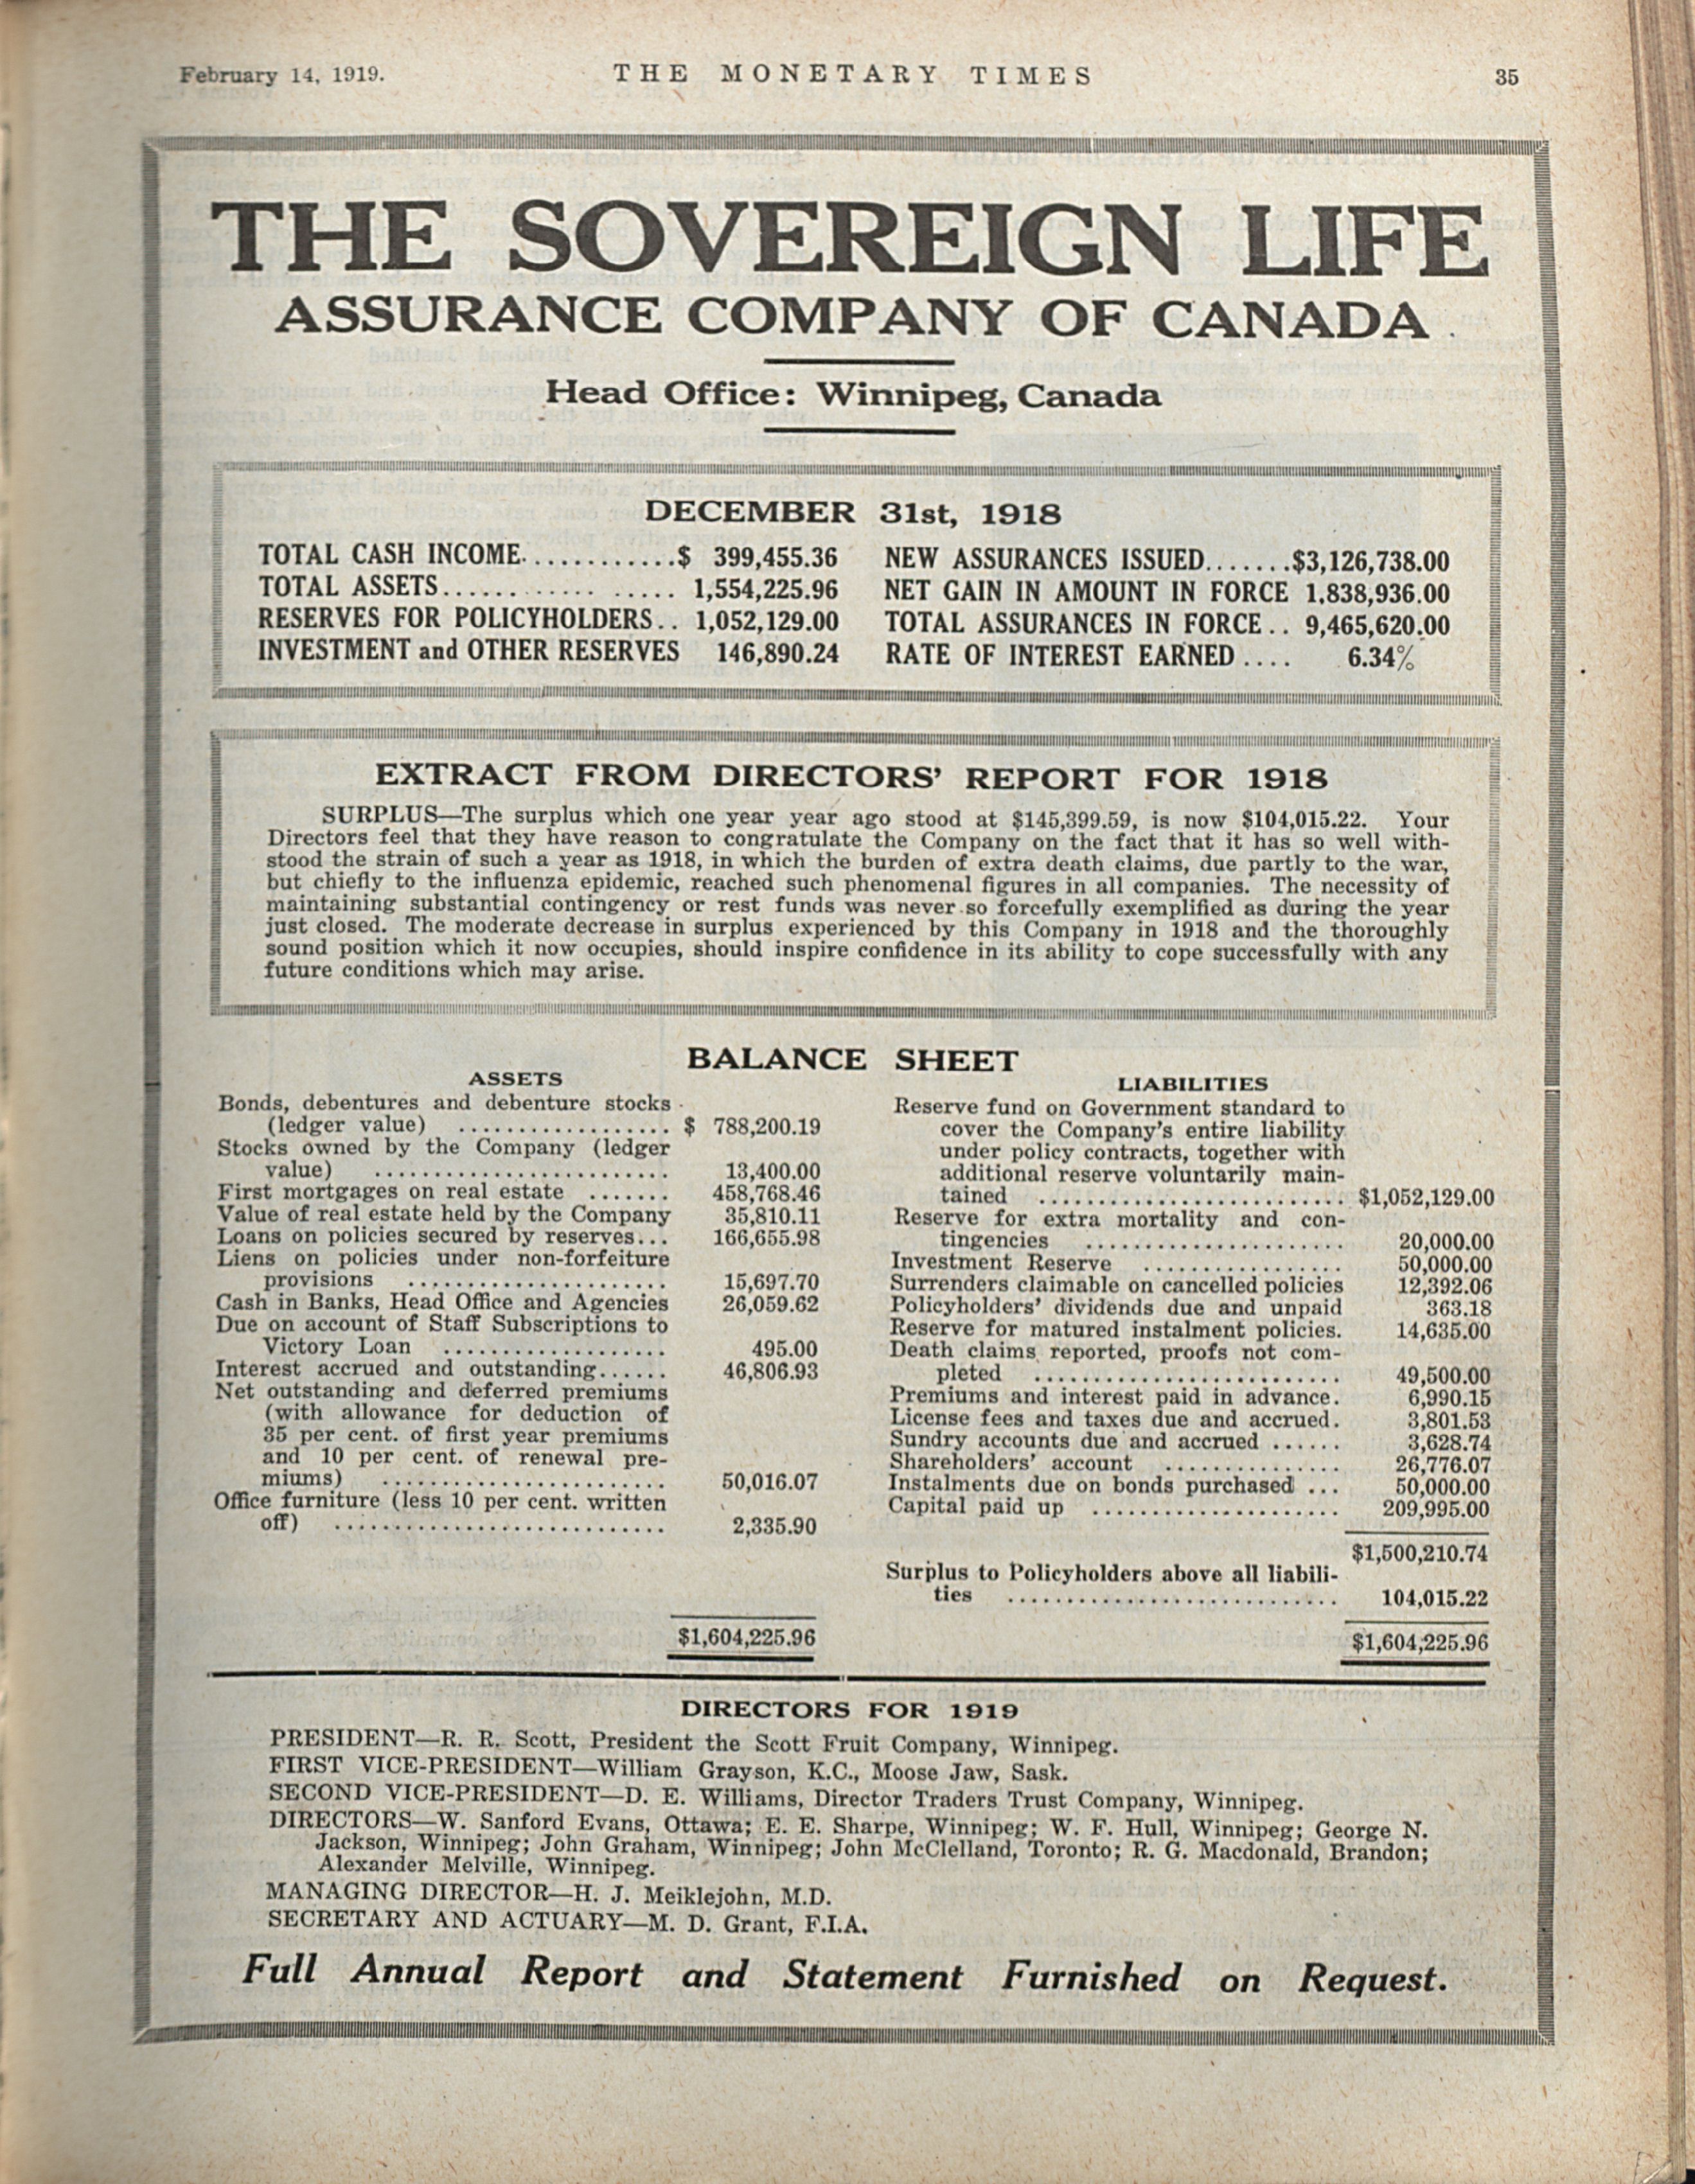 February 14, 1919.
THE MONETARY TIMES
35
THE SOVEREIGN LIFE
ASSURANCE COMPANY OF CANADA
Head Office: Winnipeg, Canada
DECEMBER 31st, 1918
TOTAL CASH INCOME.............$ 399,455.36
TOTAL ASSETS.................... 1,554,225.96
RESERVES FOR POLICYHOLDERS.. 1,052,129.00
INVESTMENT and OTHER RESERVES 146,890.24
NEW ASSURANCES ISSUED.......$3,126,738.00
NET GAIN IN AMOUNT IN FORCE 1,838,936.00
TOTAL ASSURANCES IN FORCE.. 9,465,620.00
RATE OF INTEREST EARNED.... 6.34%
EXTRACT FROM DIRECTORS' REPORT FOR 1918
SURPLUS—The surplus which one year year ago stood at $145,399.59, is now $104,015.22. Your
Directors feel that they have reason to congratulate the Company on the fact that it has so well with-
stood the strain of such a year as 1918, in which the burden of extra death claims, due partly to the war,
but chiefly to the influenza epidemic, reached such phenomenal figures in all companies. The necessity of
maintaining substantial contingency or rest funds was never so forcefully exemplified as during the year
just closed. The moderate decrease in surplus experienced by this Company in 1918 and the thoroughly
sound position which it now occupies, should inspire confidence in its ability to cope successfully with any
future conditions which may arise.
BALANCE SHEET
ASSETS
Bonds, debentures and debenture stocks
(ledger value) .................. $ 788,200.19
Stocks owned by the Company (ledger
value) ......................... 13,400.00
First mortgages on real estate ....... 458,768.46
Value of real estate held by the Company 35,810.11
Loans on policies secured by reserves... 166,655.98
Liens on policies under non-forfeiture
provisions ...................... 15,697.70
Cash in Banks, Head Office and Agencies 26,059.62
Due on account of Staff Subscriptions to
Victory Loan ................... 495.00
Interest accrued and outstanding...... 46,806.93
Net outstanding and deferred premiums
(with allowance for deduction of
35 per cent. of first year premiums
and 10 per cent. of renewal pre-
miums) ........................ 50,016.07
Office furniture (less 10 per cent. written
off) ............................ 2,335.90
$1,604,225.96
LIABILITIES
Reserve fund on Government standard to
cover the Company's entire liability
under policy contracts, together with
additional reserve voluntarily main-
tained .......................... $1,052,129.00
Reserve for extra mortality and con-
tingencies ...................... 20,000.00
Investment Reserve ................. 50,000.00
Surrenders claimable on cancelled policies 12,392.06
Policyholders' dividends due and unpaid 363.18
Reserve for matured instalment policies. 14,635.00
Death claims reported, proofs not com-
pleted .......................... 49,500.00
Premiums and interest paid in advance. 6,990.15
License fees and taxes due and accrued. 3,801.53
Sundry accounts due and accrued ...... 3,628.74
Shareholders' account ............... 26,776.07
Instalments due on bonds purchased ... 50,000.00
Capital paid up ..................... 209,995.00
$1,500,210.74
Surplus to Policyholders above all liabili-
ties ............................ 104,015.22
$1,604,225.96
DIRECTORS FOR 1919
PRESIDENT—R. R. Scott, President the Scott Fruit Company, Winnipeg.
FIRST VICE-PRESIDENT—William Grayson, K.C., Moose Jaw, Sask.
SECOND VICE-PRESIDENT—D. E. Williams, Director Traders Trust Company, Winnipeg.
DIRECTORS—W. Sanford Evans, Ottawa; E. E. Sharpe, Winnipeg; W. F. Hull, Winnipeg; George N.
Jackson, Winnipeg; John Graham, Winnipeg; John McClelland, Toronto; R. G. Macdonald, Brandon;
Alexander Melville, Winnipeg.
MANAGING DIRECTOR—H. J. Meiklejohn, M.D.
SECRETARY AND ACTUARY—M. D. Grant, F.I.A.
Full Annual Report and Statement Furnished on Request.